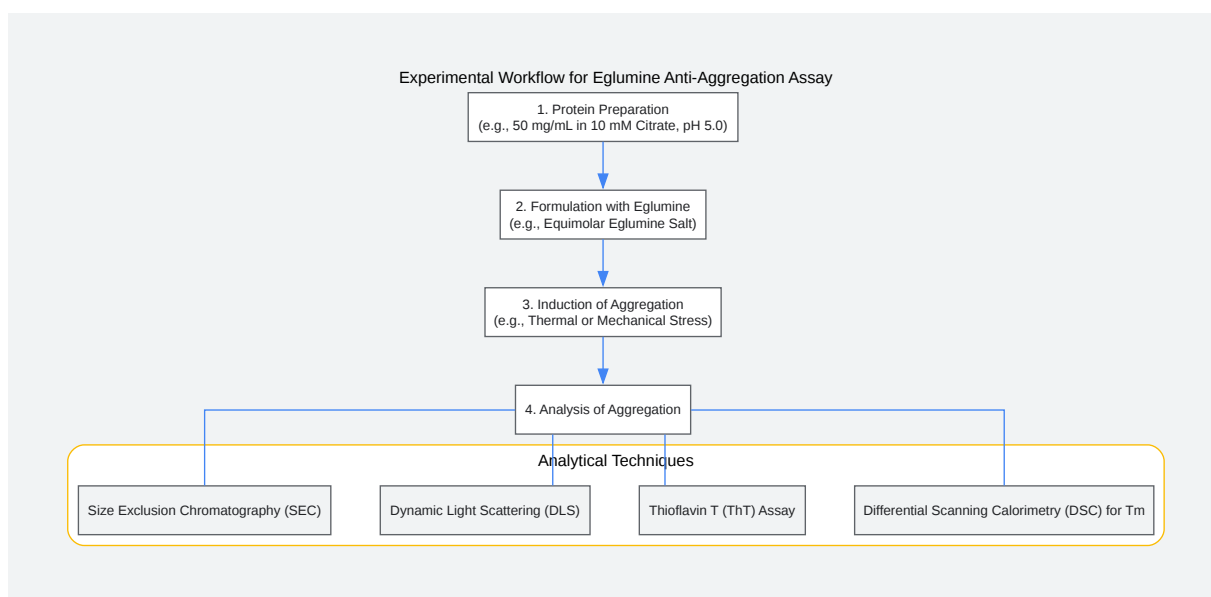 Experimental Workflow for Eglumine Anti-Aggregation Assay
1. Protein Preparation
(e.g., 50 mg/mL in 10 mM Citrate, pH 5.0)
2. Formulation with Eglumine
(e.g., Equimolar Eglumine Salt)
3. Induction of Aggregation
(e.g., Thermal or Mechanical Stress)
4. Analysis of Aggregation
Analytical Techniques
Size Exclusion Chromatography (SEC)
Dynamic Light Scattering (DLS)
Thioflavin T (ThT) Assay
Differential Scanning Calorimetry (DSC) for Tm